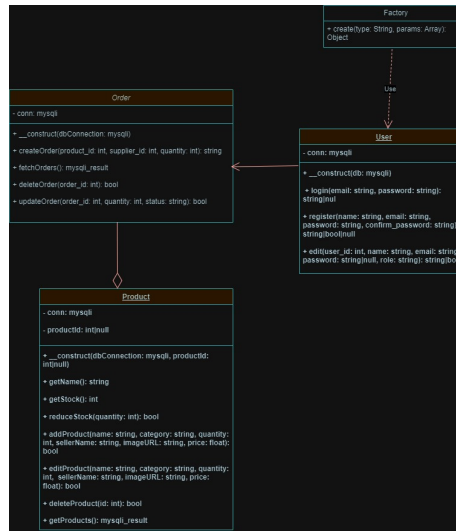 Factory
+ create(type: String, params: Array):
Object
Use
Order
- conn: mysqli
+ __construct(dbConnection: mysqli)
+ createOrder(product_id: int, supplier_id: int, quantity: int): string
+ fetchOrders(): mysqli_result
+ deleteOrder(order_id: int): bool
+ updateOrder(order_id: int, quantity: int, status: string): bool
User
- conn: mysqli
+ __construct(db: mysqli)
+ login(email: string, password: string):
string|nul
+ register(name: string, email: string,
password: string, confirm_password: string)
string|bool|null
+ edit(user_id: int, name: string, email: string
password: string|null, role: string): string|bo
Product
- conn: mysqli
- productId: int|null
+ __construct(dbConnection: mysqli, productId:
int|null)
+ getName(): string
+ getStock(): int
+ reduceStock(quantity: int): bool
+ addProduct(name: string, category: string, quantity:
int, sellerName: string, imageURL: string, price: float):
bool
+ editProduct(name: string, category: string, quantity:
int, sellerName: string, imageURL: string, price:
float): bool
+ deleteProduct(id: int): bool
+ getProducts(): mysqli_result